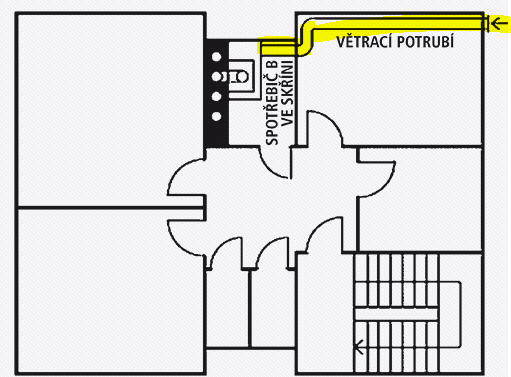 VĚTRACÍ POTRUBÍ
SPOTŘEBIČ B
VE SKŘÍNI